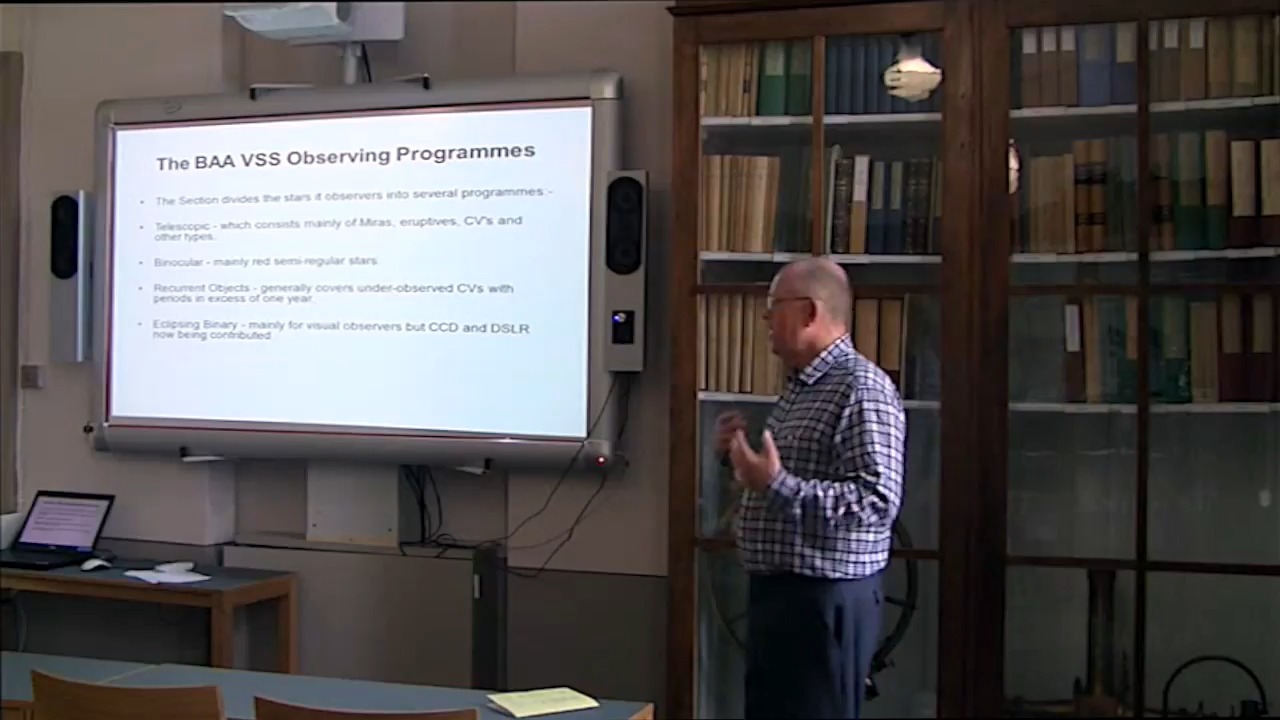 The BAA VSS Observing Programmes
• The Section divides the stars it observers into several programmes:-
• Telescopic - which consists mainly of Miras, eruptives, CV's and
other types.
• Binocular - mainly red semi-regular stars.
• Recurrent Objects - generally covers under-observed CVs with
periods in excess of one year.
• Eclipsing Binary - mainly for visual observers but CCD and DSLR
now being contributed